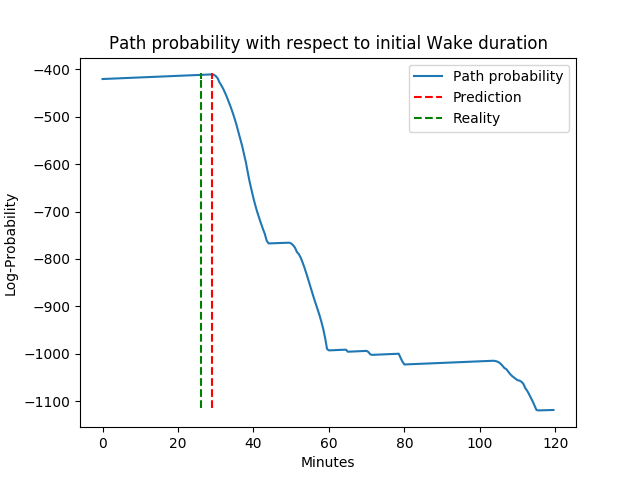 Path probability with respect to initial Wake duration
Path probability
Prediction
Reality
−400
−500
−600
−700
−800
−900
−1000
−1100
Log-Probability
0 20 40 60 80 100 120
Minutes